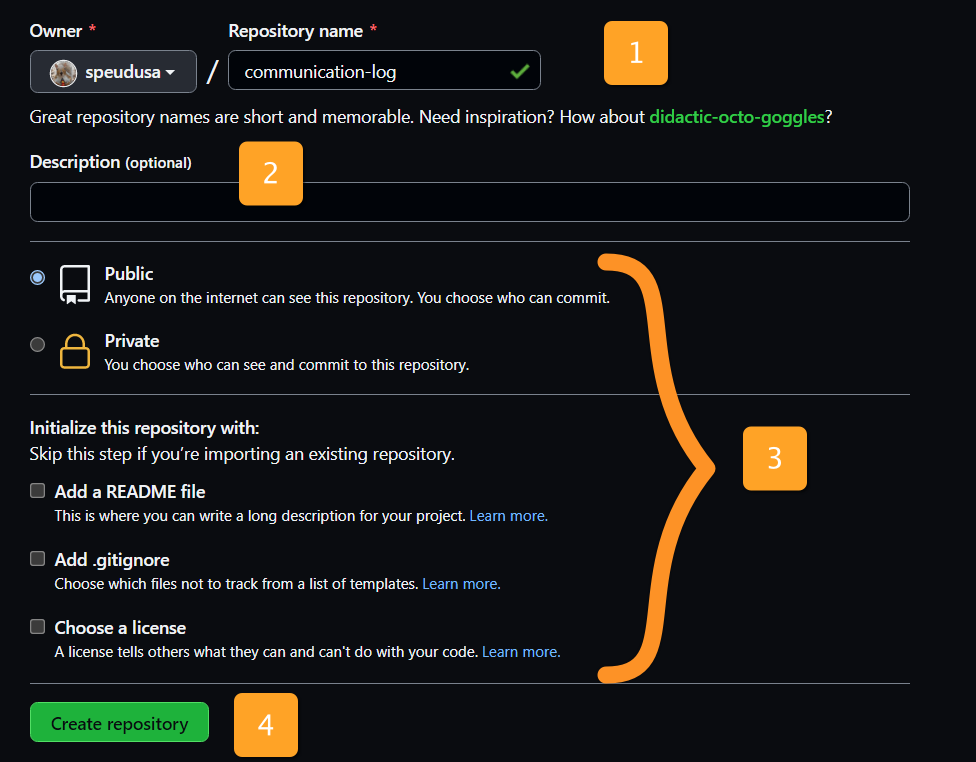 Owner * Repository name *
speudusa / communication-log
1
Great repository names are short and memorable. Need inspiration? How about didactic-octo-goggles?
Description (optional)
2
Public
Anyone on the internet can see this repository. You choose who can commit.
Private
You choose who can see and commit to this repository.
Initialize this repository with:
Skip this step if you’re importing an existing repository.
3
Add a README file
This is where you can write a long description for your project. Learn more.
Add .gitignore
Choose which files not to track from a list of templates. Learn more.
Choose a license
A license tells others what they can and can't do with your code. Learn more.
Create repository
4